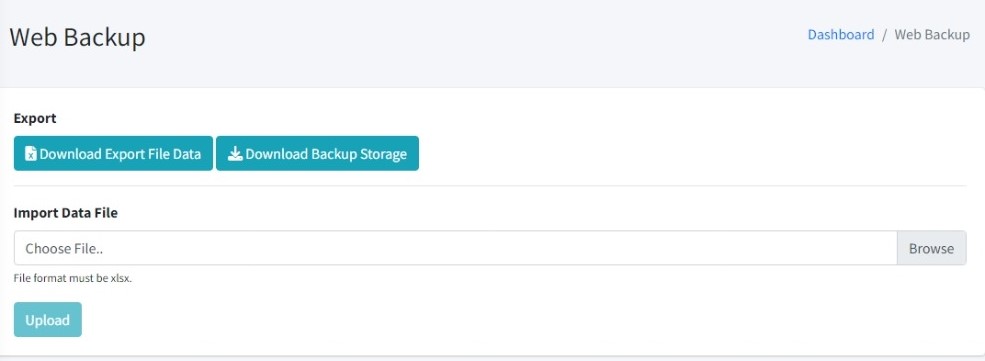 Web Backup
Dashboard / Web Backup
Export
Download Export File Data
Download Backup Storage
Import Data File
Choose File..
Browse
File format must be xlsx.
Upload